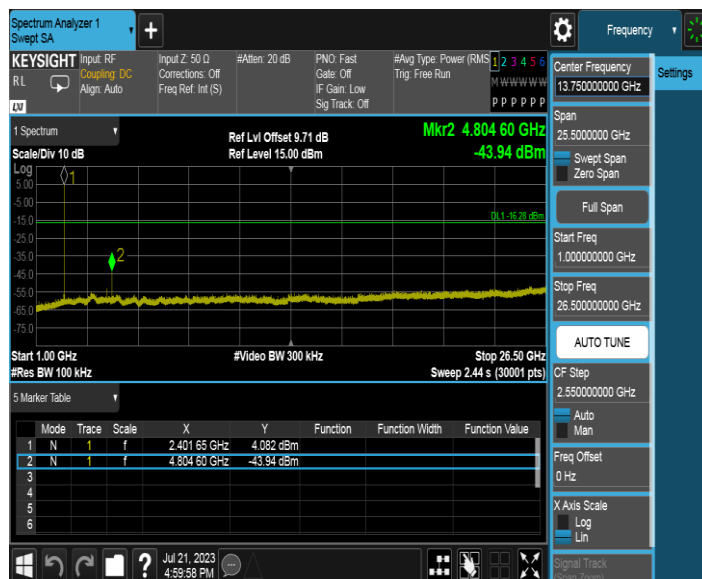 Spectrum Analyzer 1
Swept SA
+
Frequency
KEYSIGHT
RL
LXI
Input: RF
Coupling: DC
Align: Auto
Input Z: 50 Ω
Corrections: Off
Freq Ref: Int (S)
#Atten: 20 dB
PNO: Fast
Gate: Off
IF Gain: Low
Sig Track: Off
#Avg Type: Power (RMS
Trig: Free Run
1 2 3 4 5 6
M W W W W W
P P P P P P
1 Spectrum
Scale/Div 10 dB
Ref Lvl Offset 9.71 dB
Ref Level 15.00 dBm
Mkr2 4.804 60 GHz
-43.94 dBm
Log
5.00
-5.00
-15.0
-25.0
-35.0
-45.0
-55.0
-65.0
-75.0
1
2
DL1 -16.28 dBm
Start 1.00 GHz
#Res BW 100 kHz
#Video BW 300 kHz
Stop 26.50 GHz
Sweep 2.44 s (30001 pts)
5 Marker Table
Mode Trace Scale X Y Function Function Width Function Value
1 N 1 f 2.401 65 GHz 4.082 dBm
2 N 1 f 4.804 60 GHz -43.94 dBm
3
4
5
6
Jul 21, 2023
4:59:58 PM
?
Center Frequency
13.750000000 GHz
Settings
Span
25.5000000 GHz
Swept Span
Zero Span
Full Span
Start Freq
1.000000000 GHz
Stop Freq
26.500000000 GHz
AUTO TUNE
CF Step
2.550000000 GHz
Auto
Man
Freq Offset
0 Hz
X Axis Scale
Log
Lin
Signal Track
(Span Zoom)